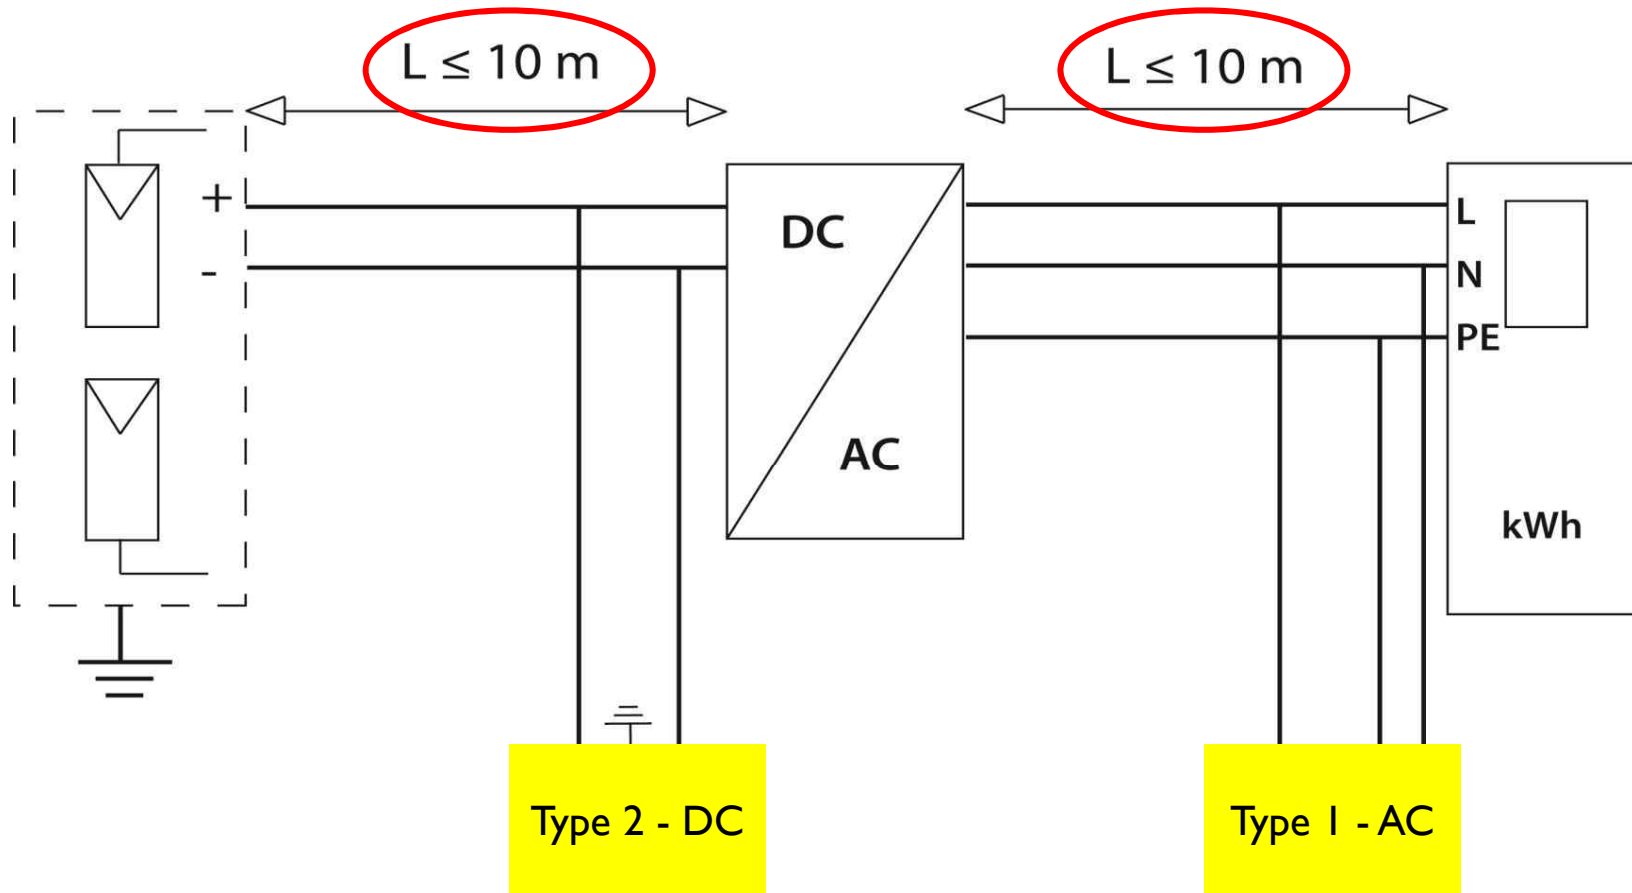 L ≤ 10 m
L ≤ 10 m
+
-
DC
AC
L
N
PE
kWh
Type 2 - DC
Type 1 - AC